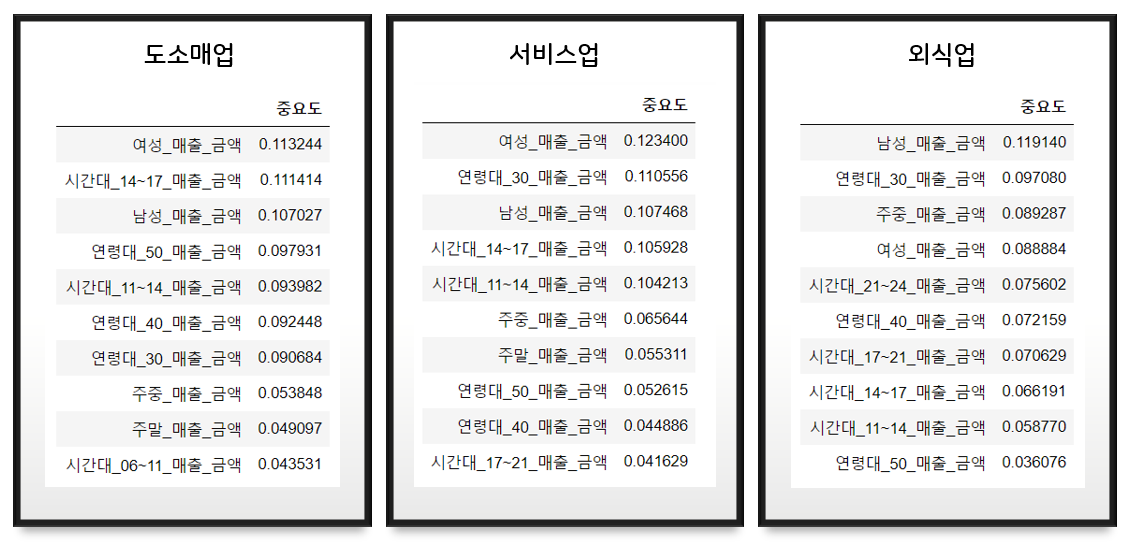 도소매업
중요도
여성_매출_금액 0.113244
시간대_14~17_매출_금액 0.111414
남성_매출_금액 0.107027
연령대_50_매출_금액 0.097931
시간대_11~14_매출_금액 0.093982
연령대_40_매출_금액 0.092448
연령대_30_매출_금액 0.090684
주중_매출_금액 0.053848
주말_매출_금액 0.049097
시간대_06~11_매출_금액 0.043531
서비스업
중요도
여성_매출_금액 0.123400
연령대_30_매출_금액 0.110556
남성_매출_금액 0.107468
시간대_14~17_매출_금액 0.105928
시간대_11~14_매출_금액 0.104213
주중_매출_금액 0.065644
주말_매출_금액 0.055311
연령대_50_매출_금액 0.052615
연령대_40_매출_금액 0.044886
시간대_17~21_매출_금액 0.041629
외식업
중요도
남성_매출_금액 0.119140
연령대_30_매출_금액 0.097080
주중_매출_금액 0.089287
여성_매출_금액 0.088884
시간대_21~24_매출_금액 0.075602
연령대_40_매출_금액 0.072159
시간대_17~21_매출_금액 0.070629
시간대_14~17_매출_금액 0.066191
시간대_11~14_매출_금액 0.058770
연령대_50_매출_금액 0.036076